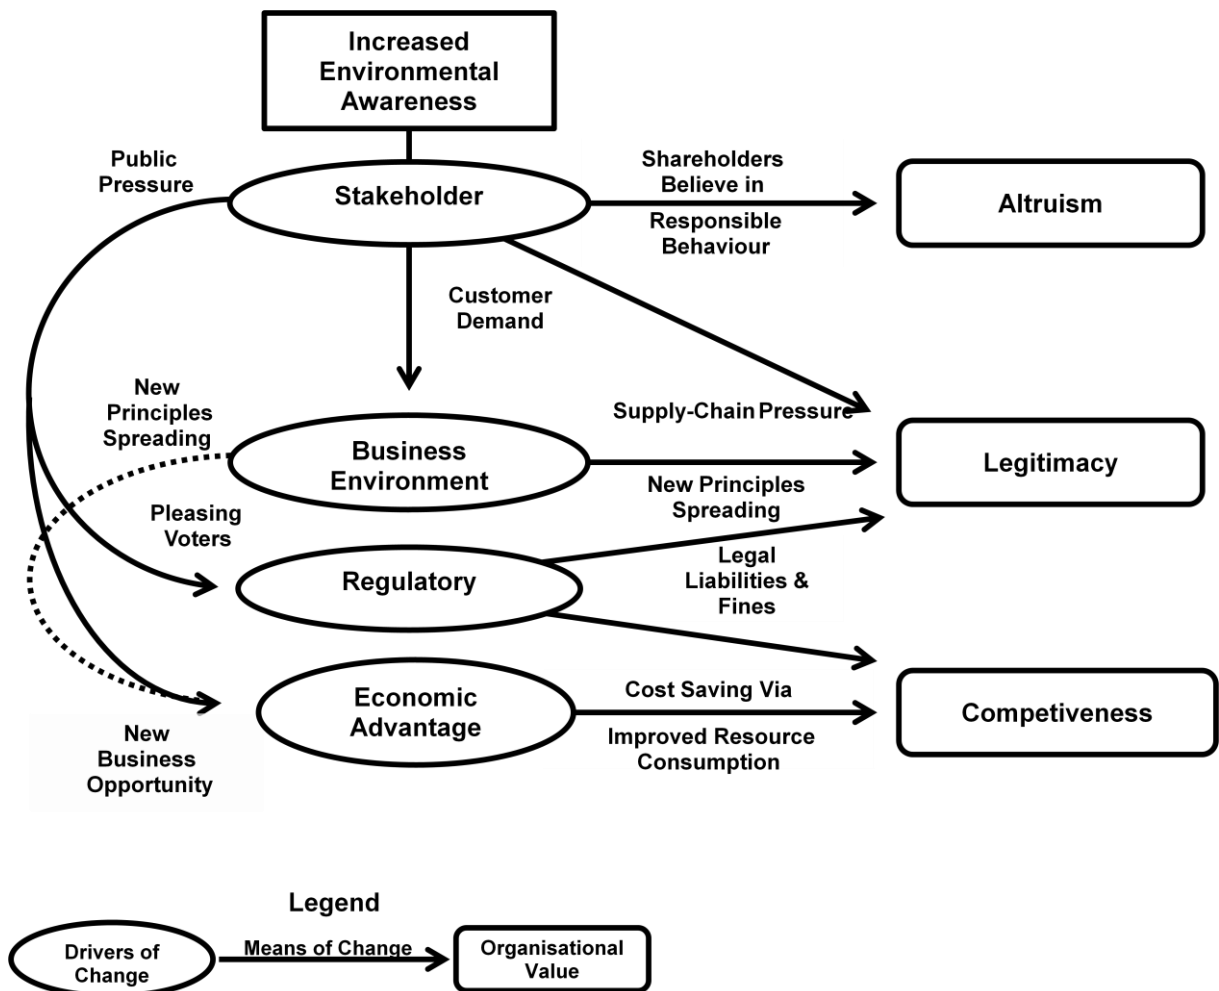 Increased
Environmental
Awareness
Public
Pressure
Stakeholder
Shareholders
Believe in
Responsible
Behaviour
Altruism
Customer
Demand
New
Principles
Spreading
Supply-Chain Pressure
Business
Environment
Legitimacy
New Principles
Spreading
Pleasing
Voters
Regulatory
Legal
Liabilities &
Fines
Economic
Advantage
Cost Saving Via
Improved Resource
Consumption
Competiveness
New
Business
Opportunity
Legend
Drivers of
Change
Means of Change
Organisational
Value